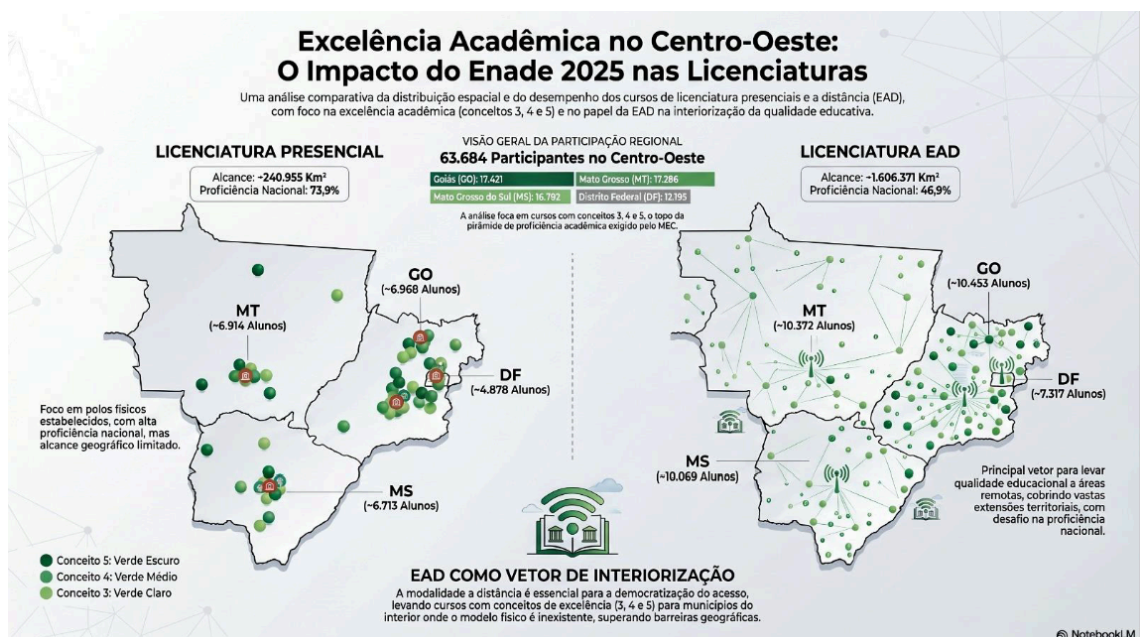 Excelência Acadêmica no Centro-Oeste:
O Impacto do Enade 2025 nas Licenciaturas
Uma análise comparativa da distribuição espacial e do desempenho dos cursos de licenciatura presenciais e a distância (EAD),
com foco na excelência acadêmica (conceitos 3, 4 e 5) e no papel da EAD na interiorização da qualidade educativa.
LICENCIATURA PRESENCIAL
Alcance: ~240.955 Km²
Proficiência Nacional: 73,9%
VISÃO GERAL DA PARTICIPAÇÃO REGIONAL
63.684 Participantes no Centro-Oeste
Goiás (GO): 17.421
Mato Grosso (MT): 17.286
Mato Grosso do Sul (MS): 16.792
Distrito Federal (DF): 12.195
A análise foca em cursos com conceitos 3, 4 e 5, o topo da
pirâmide de proficiência acadêmica exigido pelo MEC.
LICENCIATURA EAD
Alcance: ~1.606.371 Km²
Proficiência Nacional: 46,9%
GO
(~6.968 Alunos)
MT
(~6.914 Alunos)
DF
(~4.878 Alunos)
MS
(~6.713 Alunos)
Foco em polos físicos
estabelecidos, com alta
proficiência nacional, mas
alcance geográfico limitado.
GO
(~10.453 Alunos)
MT
(~10.372 Alunos)
DF
(~7.317 Alunos)
MS
(~10.069 Alunos)
Principal vetor para levar
qualidade educacional a áreas
remotas, cobrindo vastas
extensões territoriais, com
desafio na proficiência
nacional.
Conceito 5: Verde Escuro
Conceito 4: Verde Médio
Conceito 3: Verde Claro
EAD COMO VETOR DE INTERIORIZAÇÃO
A modalidade a distância é essencial para a democratização do acesso,
levando cursos com conceitos de excelência (3, 4 e 5) para municípios do
interior onde o modelo físico é inexistente, superando barreiras geográficas.
NotebookLM